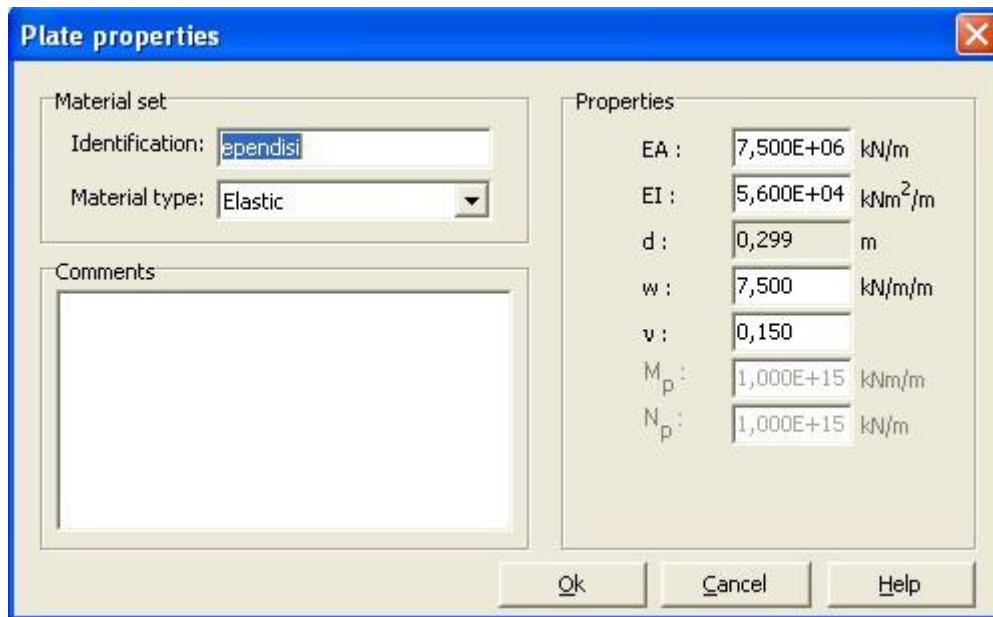 Plate properties
Material set
Identification: ependisi
Material type: Elastic
Comments
Properties
EA : 7,500E+06 kN/m
EI : 5,600E+04 kNm²/m
d : 0,299 m
w : 7,500 kN/m/m
ν : 0,150
Mp : 1,000E+15 kNm/m
Np : 1,000E+15 kN/m
Ok Cancel Help